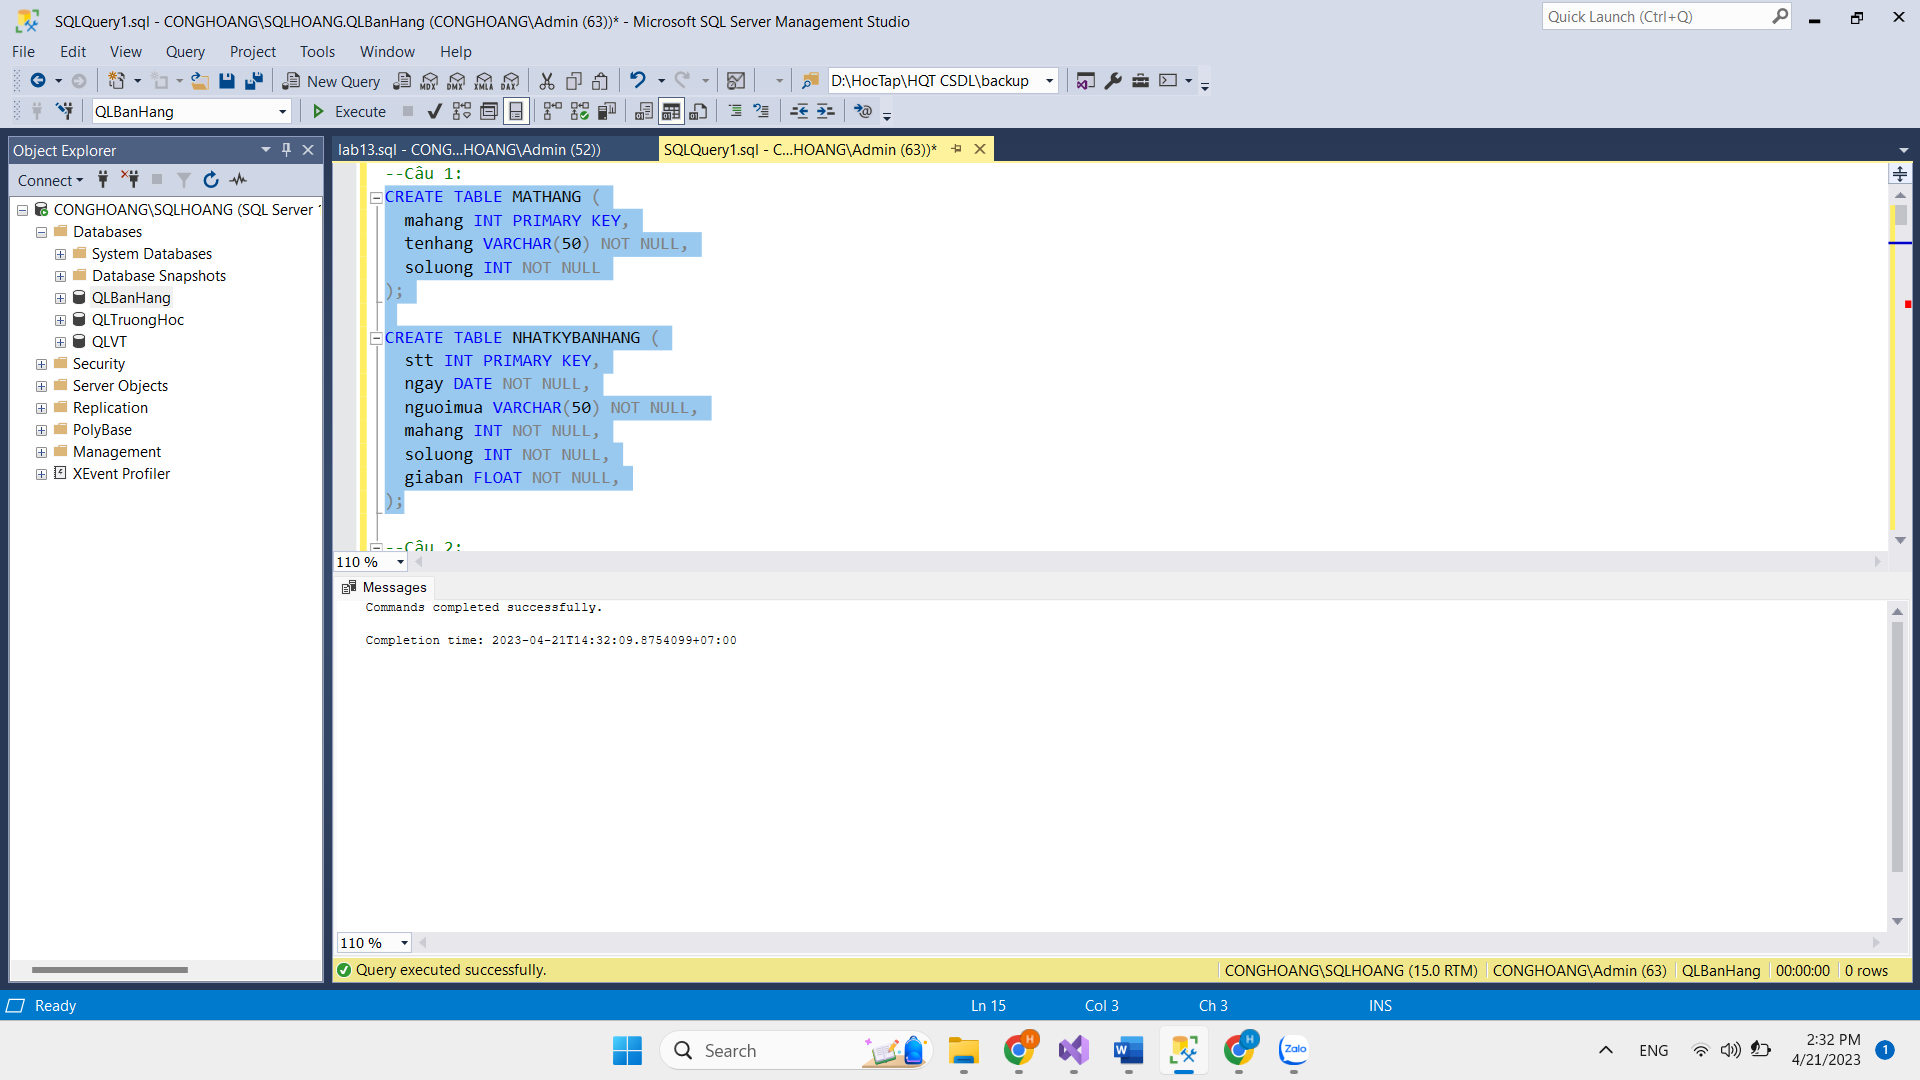 SQLQuery1.sql - CONGHOANG\SQLHOANG.QLBanHang (CONGHOANG\Admin (63))* - Microsoft SQL Server Management Studio
Quick Launch (Ctrl+Q)
File Edit View Query Project Tools Window Help
New Query
MDX DMX XMLA DAX
D:\HocTap\HQT CSDL\backup
QLBanHang
Execute
Object Explorer
lab13.sql - CONG...HOANG\Admin (52))
SQLQuery1.sql - C...HOANG\Admin (63))*
Connect
CONGHOANG\SQLHOANG (SQL Server
Databases
System Databases
Database Snapshots
QLBanHang
QLTruongHoc
QLVT
Security
Server Objects
Replication
PolyBase
Management
XEvent Profiler
--Câu 1:
CREATE TABLE MATHANG (
mahang INT PRIMARY KEY,
tenhang VARCHAR(50) NOT NULL,
soluong INT NOT NULL
);
CREATE TABLE NHATKYBANHANG (
stt INT PRIMARY KEY,
ngay DATE NOT NULL,
nguoimua VARCHAR(50) NOT NULL,
mahang INT NOT NULL,
soluong INT NOT NULL,
giaban FLOAT NOT NULL,
);
--Câu 2:
110 %
Messages
Commands completed successfully.
Completion time: 2023-04-21T14:32:09.8754099+07:00
110 %
Query executed successfully.
CONGHOANG\SQLHOANG (15.0 RTM) CONGHOANG\Admin (63) QLBanHang 00:00:00 0 rows
Ready
Ln 15 Col 3 Ch 3 INS
Search
H
H
Zalo
ENG
2:32 PM
4/21/2023
1